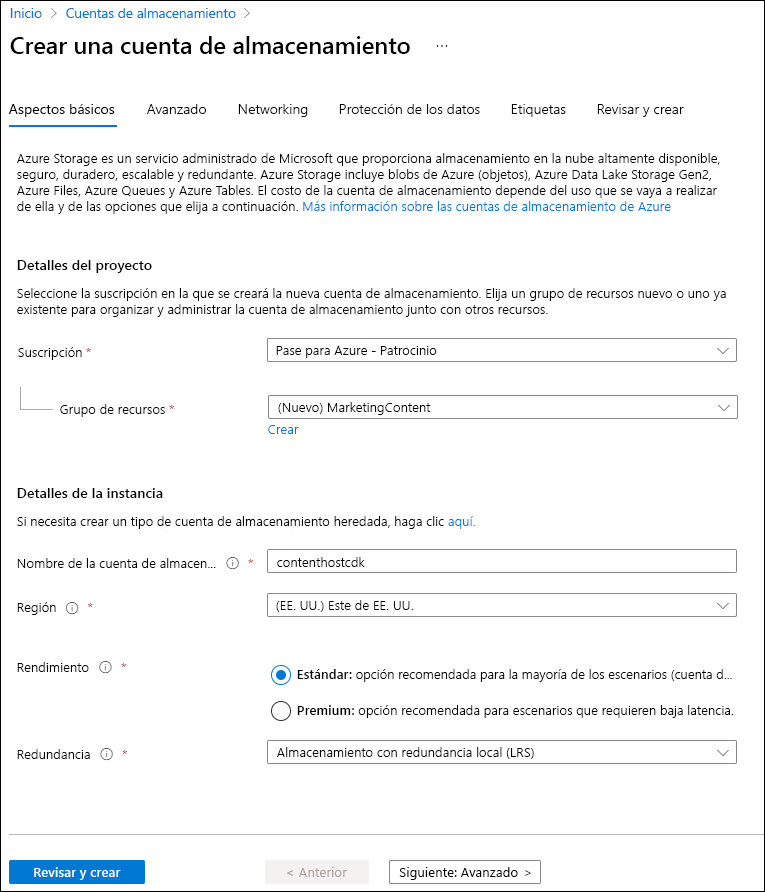 Inicio > Cuentas de almacenamiento >
Crear una cuenta de almacenamiento ...
Aspectos básicos Avanzado Networking Protección de los datos Etiquetas Revisar y crear
Azure Storage es un servicio administrado de Microsoft que proporciona almacenamiento en la nube altamente disponible,
seguro, duradero, escalable y redundante. Azure Storage incluye blobs de Azure (objetos), Azure Data Lake Storage Gen2,
Azure Files, Azure Queues y Azure Tables. El costo de la cuenta de almacenamiento depende del uso que se vaya a realizar
de ella y de las opciones que elija a continuación. Más información sobre las cuentas de almacenamiento de Azure
Detalles del proyecto
Seleccione la suscripción en la que se creará la nueva cuenta de almacenamiento. Elija un grupo de recursos nuevo o uno ya
existente para organizar y administrar la cuenta de almacenamiento junto con otros recursos.
Suscripción * Pase para Azure - Patrocinio
Grupo de recursos * (Nuevo) MarketingContent
Crear
Detalles de la instancia
Si necesita crear un tipo de cuenta de almacenamiento heredada, haga clic aquí.
Nombre de la cuenta de almacen... * contenthostcdk
Región * (EE. UU.) Este de EE. UU.
Rendimiento * Estándar: opción recomendada para la mayoría de los escenarios (cuenta d...
Premium: opción recomendada para escenarios que requieren baja latencia.
Redundancia * Almacenamiento con redundancia local (LRS)
Revisar y crear < Anterior Siguiente: Avanzado >